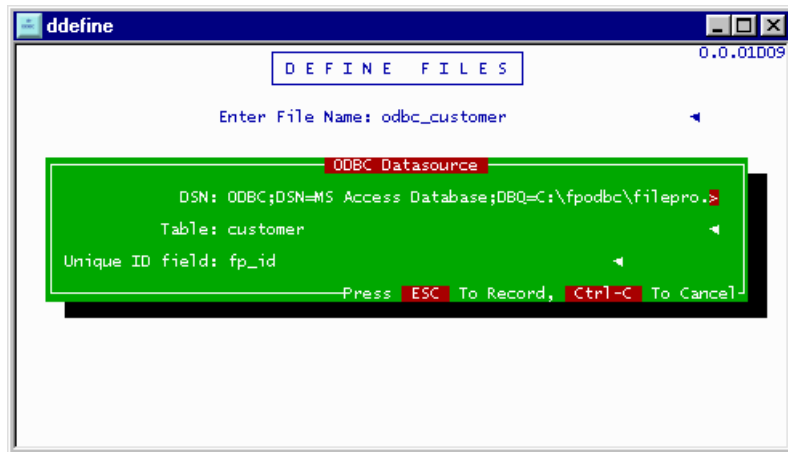 ddefine
0.0.01D09
D E F I N E   F I L E S
Enter File Name: odbc_customer
ODBC Datasource
DSN: ODBC;DSN=MS Access Database;DBQ=C:\fpodbc\filepro.>
Table: customer
Unique ID field: fp_id
Press ESC To Record, Ctrl-C To Cancel